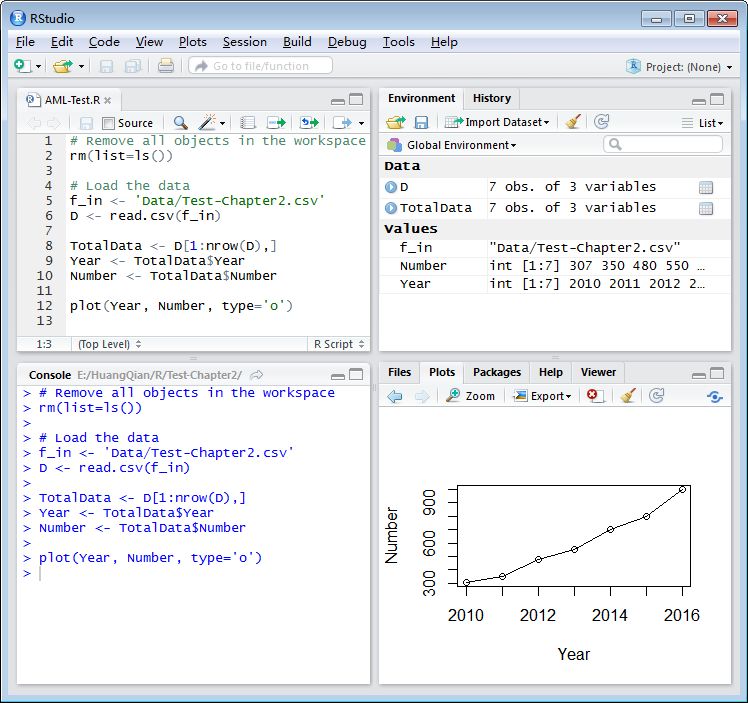 RStudio
File Edit Code View Plots Session Build Debug Tools Help
Go to file/function
Project: (None)
AML-Test.R
Source
1 # Remove all objects in the workspace
2 rm(list=ls())
3
4 # Load the data
5 f_in <- 'Data/Test-Chapter2.csv'
6 D <- read.csv(f_in)
7
8 TotalData <- D[1:nrow(D),]
9 Year <- TotalData$Year
10 Number <- TotalData$Number
11
12 plot(Year, Number, type='o')
13
1:3 (Top Level) R Script
Environment History
Import Dataset List
Global Environment
Data
D 7 obs. of 3 variables
TotalData 7 obs. of 3 variables
Values
f_in "Data/Test-Chapter2.csv"
Number int [1:7] 307 350 480 550 …
Year int [1:7] 2010 2011 2012 2…
Console E:/HuangQian/R/Test-Chapter2/
> # Remove all objects in the workspace
> rm(list=ls())
>
> # Load the data
> f_in <- 'Data/Test-Chapter2.csv'
> D <- read.csv(f_in)
>
> TotalData <- D[1:nrow(D),]
> Year <- TotalData$Year
> Number <- TotalData$Number
>
> plot(Year, Number, type='o')
>
Files Plots Packages Help Viewer
Zoom Export
Number
900
600
300
2010 2012 2014 2016
Year